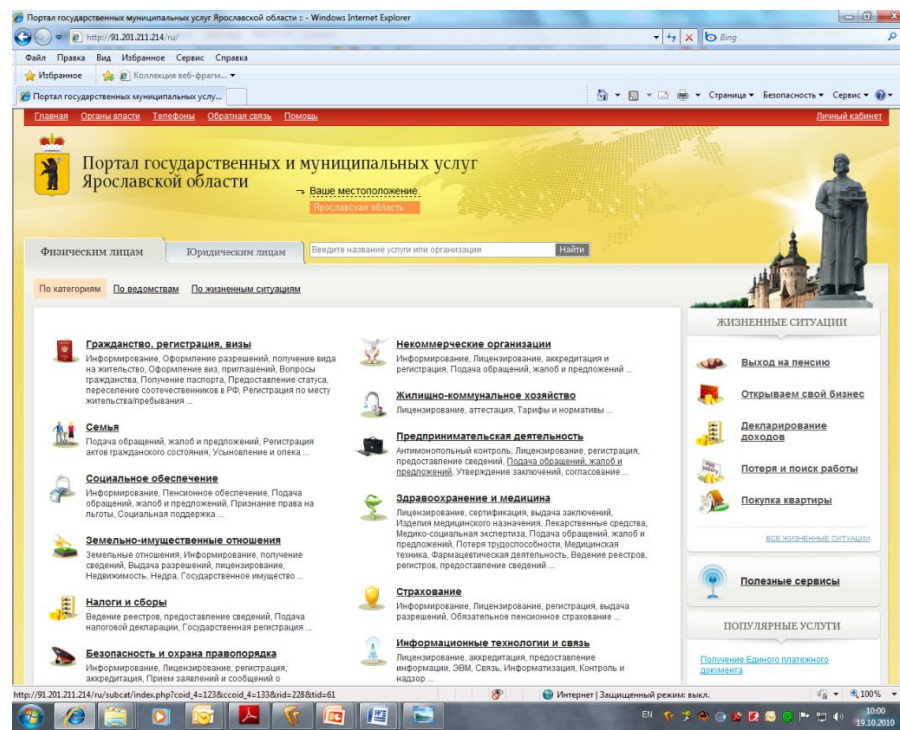 Портал государственных муниципальных услуг Ярославской области :: - Windows Internet Explorer
http://91.201.211.214/ru/
Bing
Файл Правка Вид Избранное Сервис Справка
Избранное Коллекция веб-фрагм...
Портал государственных муниципальных услу...
Страница Безопасность Сервис
Главная Органы власти Телефоны Обратная связь Помощь Личный кабинет
Портал государственных и муниципальных услуг
Ярославской области
→ Ваше местоположение:
Ярославская область
Физическим лицам Юридическим лицам Введите название услуги или организации Найти
По категориям По ведомствам По жизненным ситуациям
Гражданство, регистрация, визы
Информирование, Оформление разрешений, получение вида
на жительство, Оформление виз, приглашений, Вопросы
гражданства, Получение паспорта, Предоставление статуса,
переселение соотечественников в РФ, Регистрация по месту
жительства/пребывания ...
Семья
Подача обращений, жалоб и предложений, Регистрация
актов гражданского состояния, Усыновление и опека ...
Социальное обеспечение
Информирование, Пенсионное обеспечение, Подача
обращений, жалоб и предложений, Признание права на
льготы, Социальная поддержка ...
Земельно-имущественные отношения
Земельные отношения, Информирование, получение
сведений, Выдача разрешений, лицензирование,
Недвижимость, Недра, Государственное имущество ...
Налоги и сборы
Ведение реестров, предоставление сведений, Подача
налоговой декларации, Государственная регистрация ...
Безопасность и охрана правопорядка
Информирование, Лицензирование, регистрация,
аккредитация, Прием заявлений и сообщений о
Некоммерческие организации
Информирование, Лицензирование, аккредитация и
регистрация, Подача обращений, жалоб и предложений ...
Жилищно-коммунальное хозяйство
Лицензирование, аттестация, Тарифы и нормативы ...
Предпринимательская деятельность
Антимонопольный контроль, Лицензирование, регистрация,
предоставление сведений, Подача обращений, жалоб и
предложений, Утверждение заключений, согласование ...
Здравоохранение и медицина
Лицензирование, сертификация, выдача заключений,
Изделия медицинского назначения, Лекарственные средства,
Медико-социальная экспертиза, Подача обращений, жалоб и
предложений, Потеря трудоспособности, Медицинская
техника, Фармацевтическая деятельность, Ведение реестров,
регистров, предоставление сведений ...
Страхование
Информирование, Лицензирование, регистрация, выдача
разрешений, Обязательное пенсионное страхование ...
Информационные технологии и связь
Лицензирование, аккредитация, предоставление
информации, ЭВМ, Связь, Информатизация, Контроль и
надзор ...
ЖИЗНЕННЫЕ СИТУАЦИИ
Выход на пенсию
Открываем свой бизнес
Декларирование
доходов
Потеря и поиск работы
Покупка квартиры
ВСЕ ЖИЗНЕННЫЕ СИТУАЦИИ
Полезные сервисы
ПОПУЛЯРНЫЕ УСЛУГИ
Получение Единого платежного
документа
http://91.201.211.214/ru/subcat/index.php?coid_4=123&ccoid_4=133&rid=228&tid=61 Интернет | Защищенный режим: выкл. 100%
EN 10:00
19.10.2010